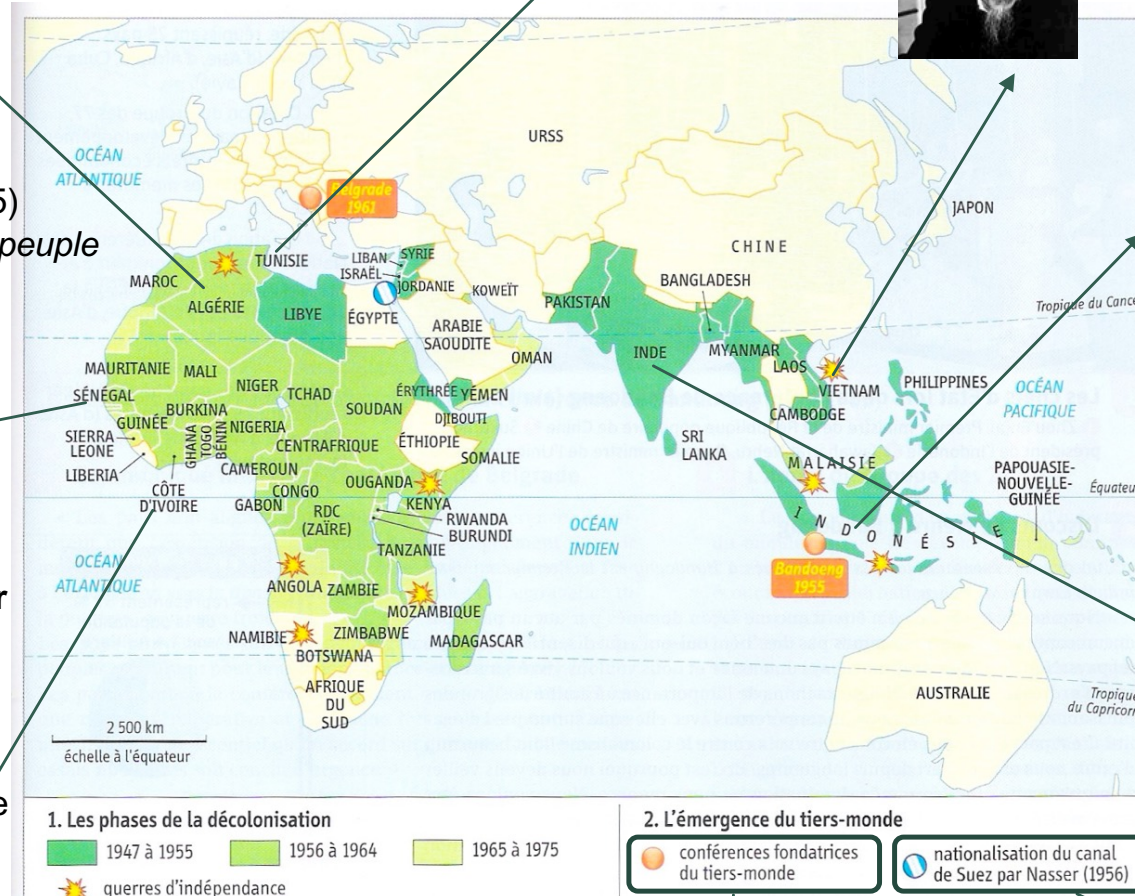 5)
peuple
r
e
OCÉAN
ATLANTIQUE
Belgrade
1961
URSS
JAPON
CHINE
TUNISIE
LIBAN
SYRIE
ISRAËL
JORDANIE
KOWEÏT
MAROC
ALGÉRIE
LIBYE
ÉGYPTE
PAKISTAN
BANGLADESH
Tropique du Cance
ARABIE
SAOUDITE
OMAN
INDE
MYANMAR
LAOS
MAURITANIE
MALI
NIGER
TCHAD
SOUDAN
ÉRYTHRÉE
YÉMEN
VIETNAM
PHILIPPINES
OCÉAN
PACIFIQUE
SÉNÉGAL
BURKINA
GUINÉE
NIGERIA
DJIBOUTI
CAMBODGE
SIERRA
LEONE
GHANA
TOGO
BÉNIN
CENTRAFRIQUE
ÉTHIOPIE
SOMALIE
SRI
LANKA
MALAISIE
LIBERIA
CÔTE
D'IVOIRE
CAMEROUN
OUGANDA
PAPOUASIE-
NOUVELLE-
GUINÉE
Équateu
CONGO
GABON
RDC
(ZAÏRE)
KENYA
RWANDA
BURUNDI
TANZANIE
OCÉAN
INDIEN
INDONÉSIE
OCÉAN
ATLANTIQUE
Bandoeng
1955
ANGOLA
ZAMBIE
MOZAMBIQUE
NAMIBIE
ZIMBABWE
MADAGASCAR
BOTSWANA
AFRIQUE
DU
SUD
AUSTRALIE
Tropique
du Capricorn
2 500 km
échelle à l'équateur
1. Les phases de la décolonisation
1947 à 1955
1956 à 1964
1965 à 1975
guerres d'indépendance
2. L'émergence du tiers-monde
conférences fondatrices
du tiers-monde
nationalisation du canal
de Suez par Nasser (1956)